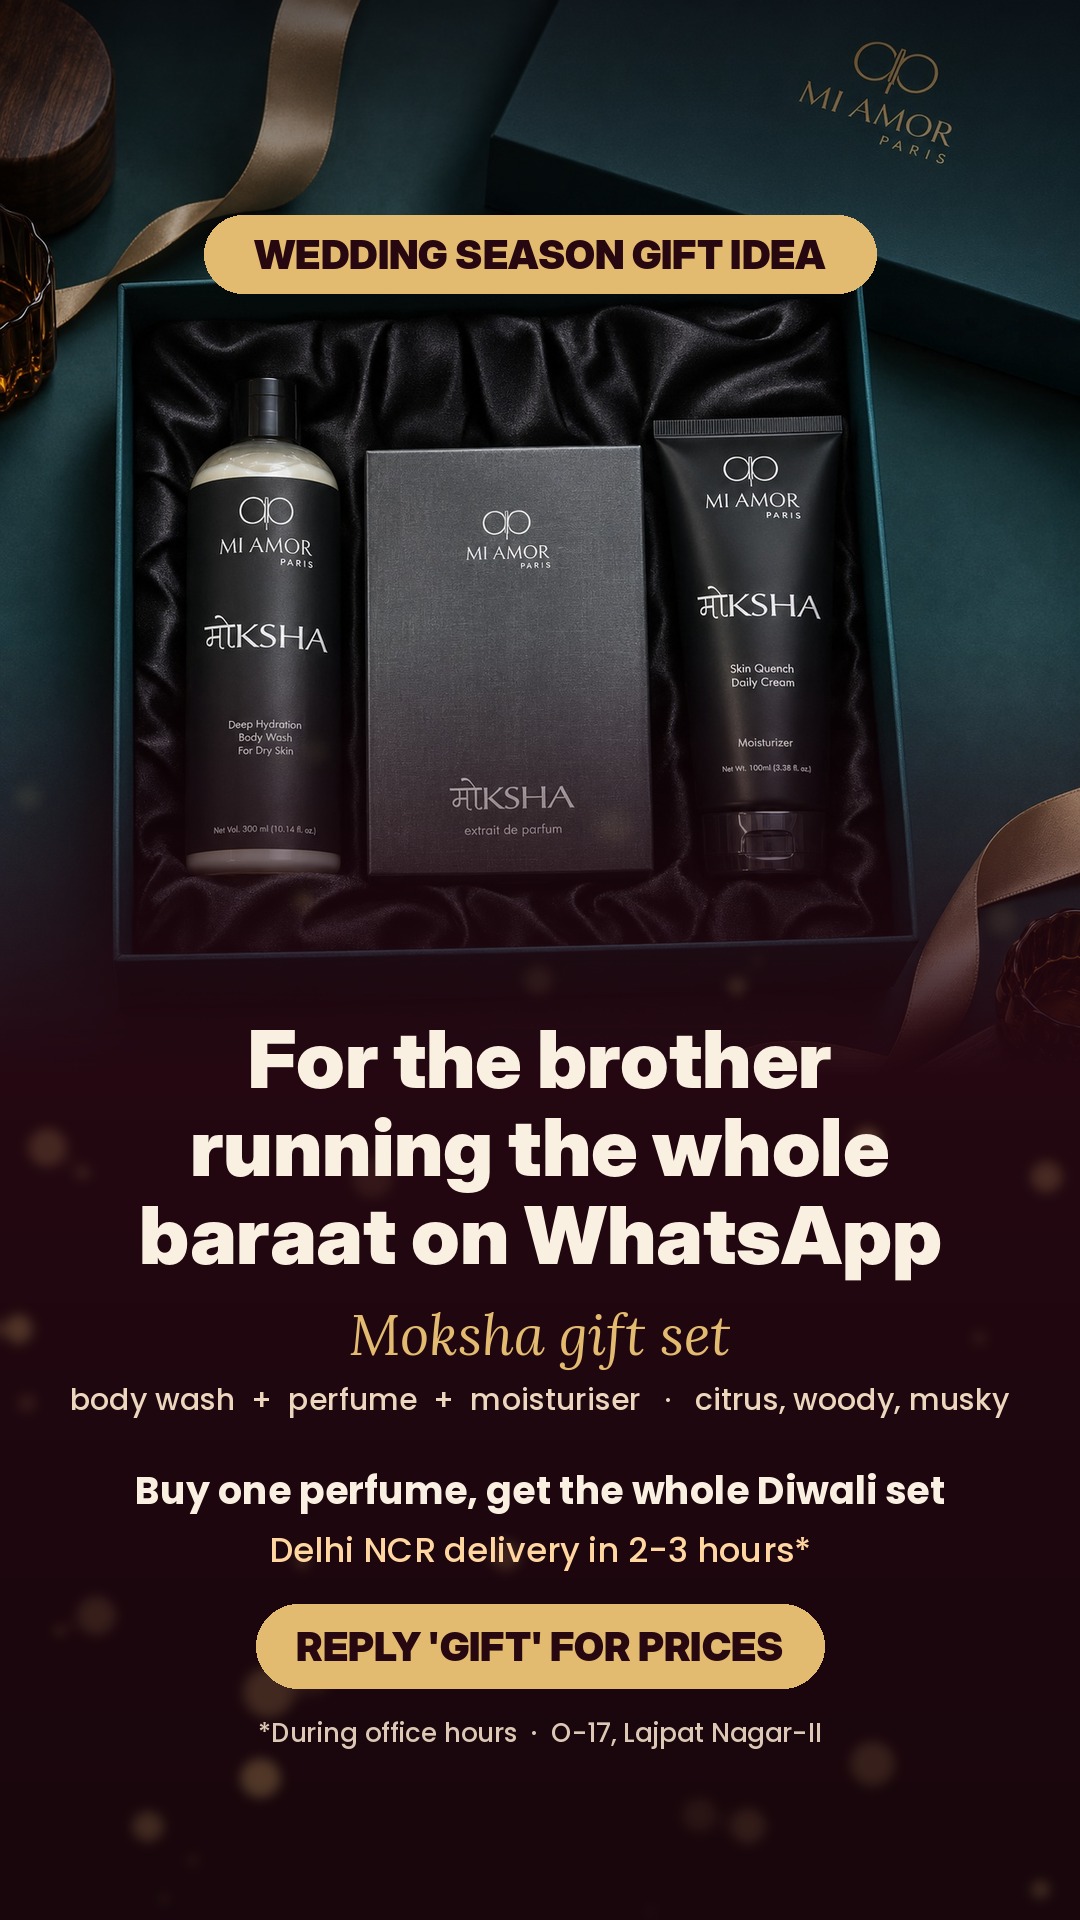 MI AMOR
PARIS
WEDDING SEASON GIFT IDEA
MI AMOR
PARIS
मोKSHA
Deep Hydration
Body Wash
For Dry Skin
Net Vol. 300 ml (10.14 fl. oz.)
MI AMOR
PARIS
मोKSHA
extrait de parfum
MI AMOR
PARIS
मोKSHA
Skin Quench
Daily Cream
Moisturizer
Net Wt. 100ml (3.38 fl. oz.)
For the brother
running the whole
baraat on WhatsApp
Moksha gift set
body wash + perfume + moisturiser · citrus, woody, musky
Buy one perfume, get the whole Diwali set
Delhi NCR delivery in 2-3 hours*
REPLY 'GIFT' FOR PRICES
*During office hours · O-17, Lajpat Nagar-II